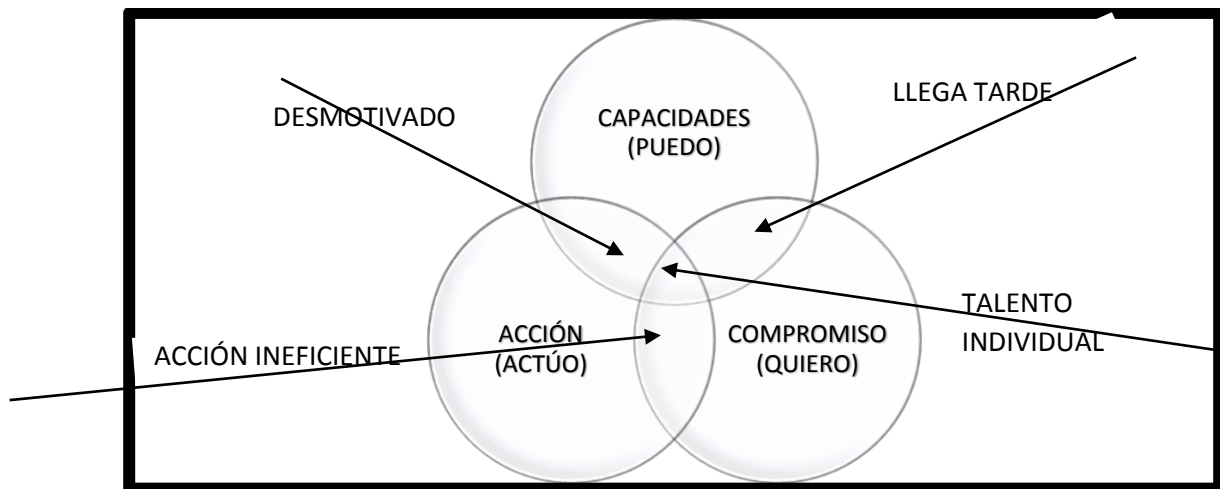 LLEGA TARDE
DESMOTIVADO
CAPACIDADES
(PUEDO)
TALENTO
INDIVIDUAL
ACCIÓN
(ACTÚO)
COMPROMISO
(QUIERO)
ACCIÓN INEFICIENTE